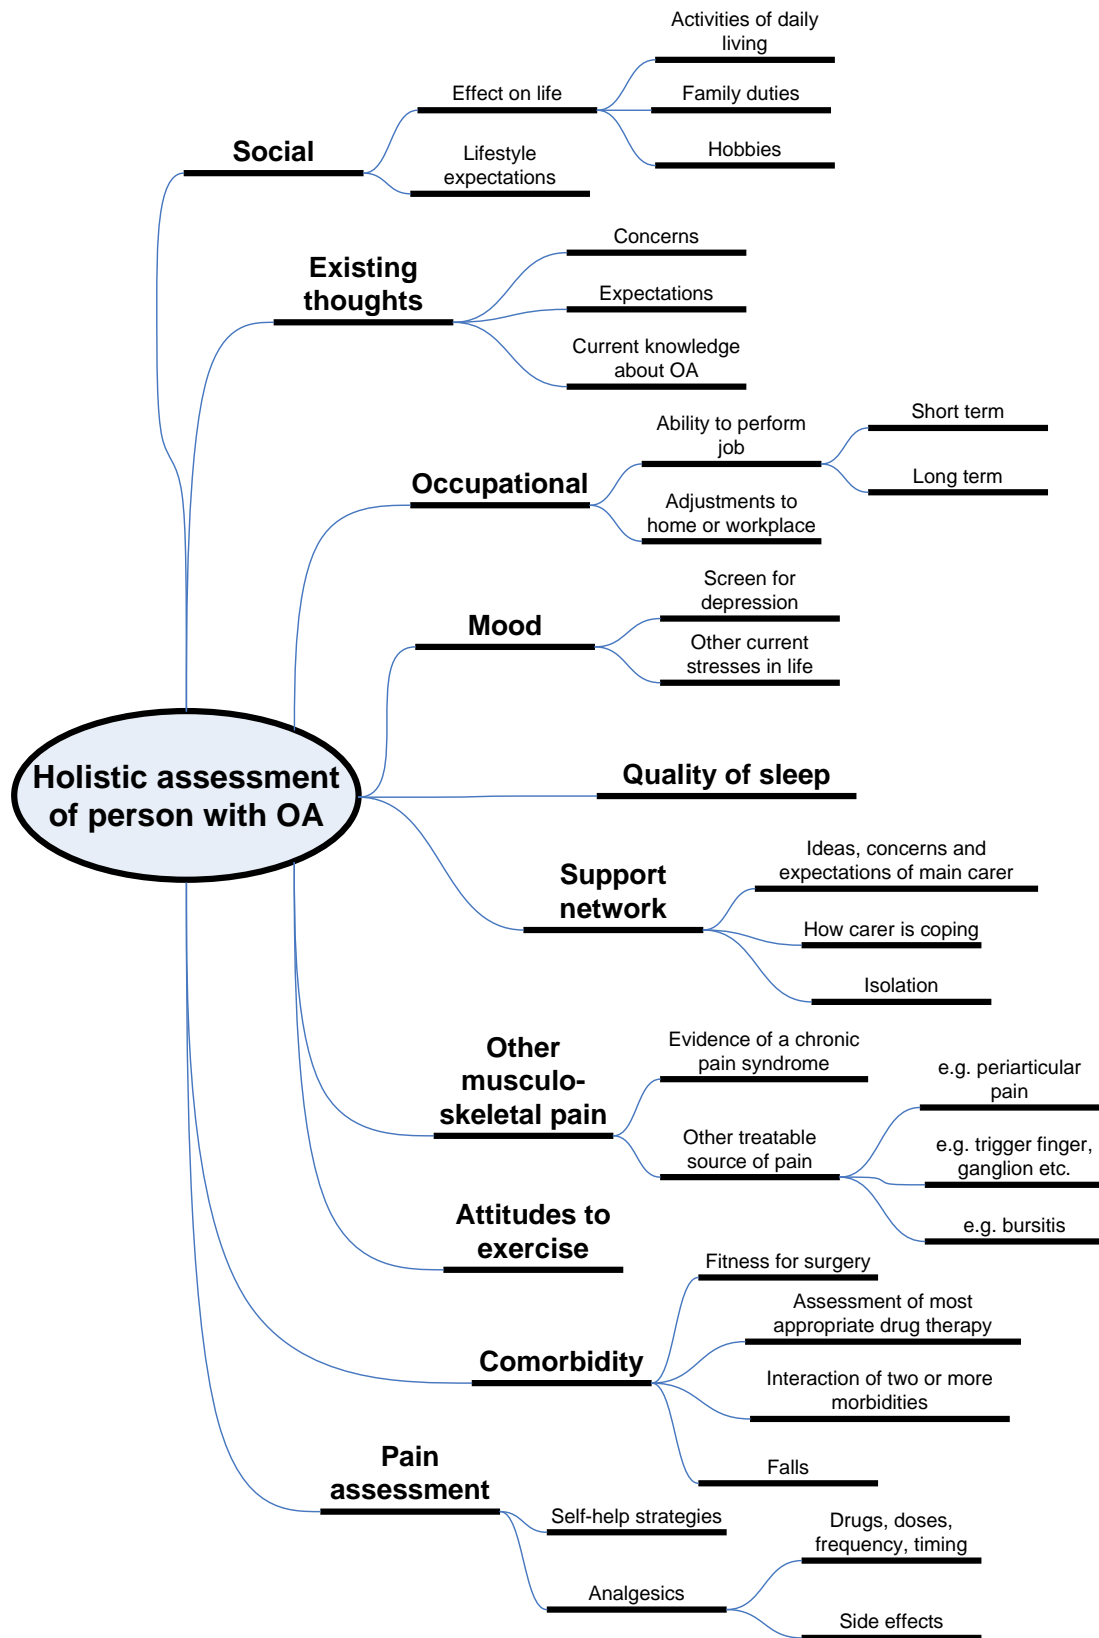 Activities of daily
living
Effect on life
Family duties
Social
Hobbies
Lifestyle
expectations
Concerns
Existing
thoughts
Expectations
Current knowledge
about OA
Short term
Ability to perform
job
Occupational
Long term
Adjustments to
home or workplace
Screen for
depression
Mood
Other current
stresses in life
Holistic assessment
of person with OA
Quality of sleep
Ideas, concerns and
expectations of main carer
Support
network
How carer is coping
Isolation
Other
musculo-
skeletal pain
Evidence of a chronic
pain syndrome
e.g. periarticular
pain
Other treatable
source of pain
e.g. trigger finger,
ganglion etc.
e.g. bursitis
Attitudes to
exercise
Fitness for surgery
Assessment of most
appropriate drug therapy
Comorbidity
Interaction of two or more
morbidities
Falls
Pain
assessment
Self-help strategies
Drugs, doses,
frequency, timing
Analgesics
Side effects